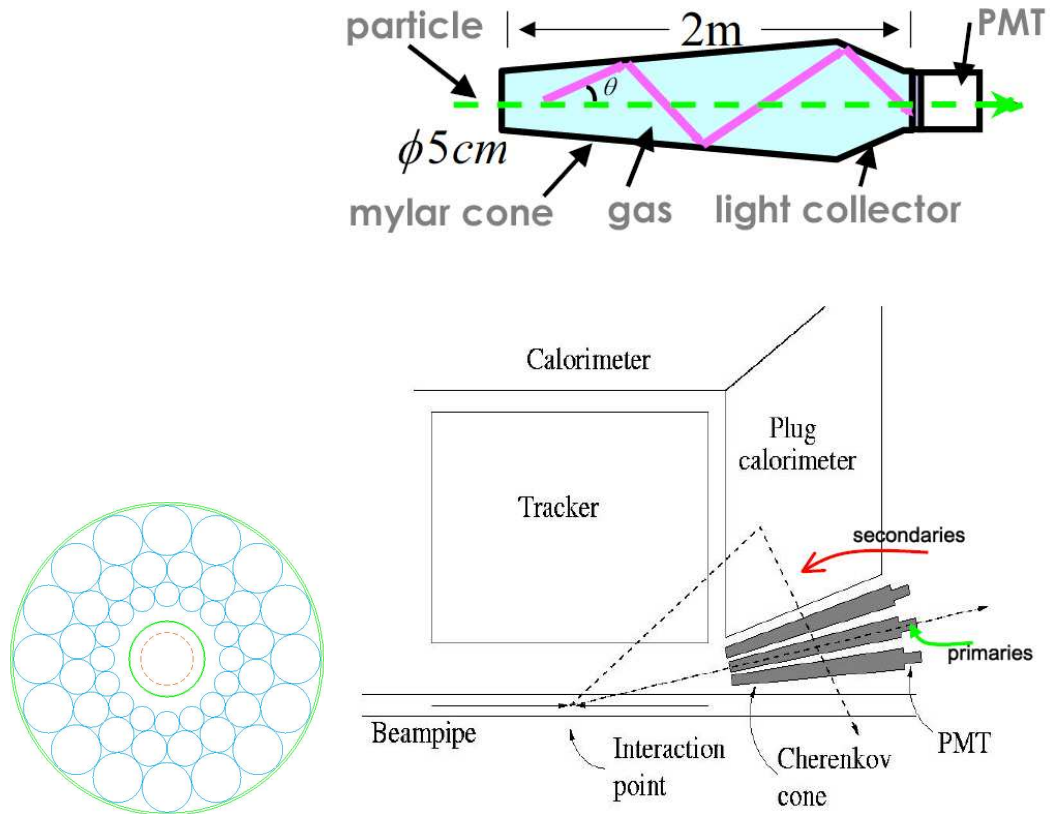 particle
2m
PMT
θ
ϕ5cm
mylar cone
gas
light collector
Calorimeter
Plug
calorimeter
Tracker
secondaries
primaries
Beampipe
Interaction
point
Cherenkov
cone
PMT